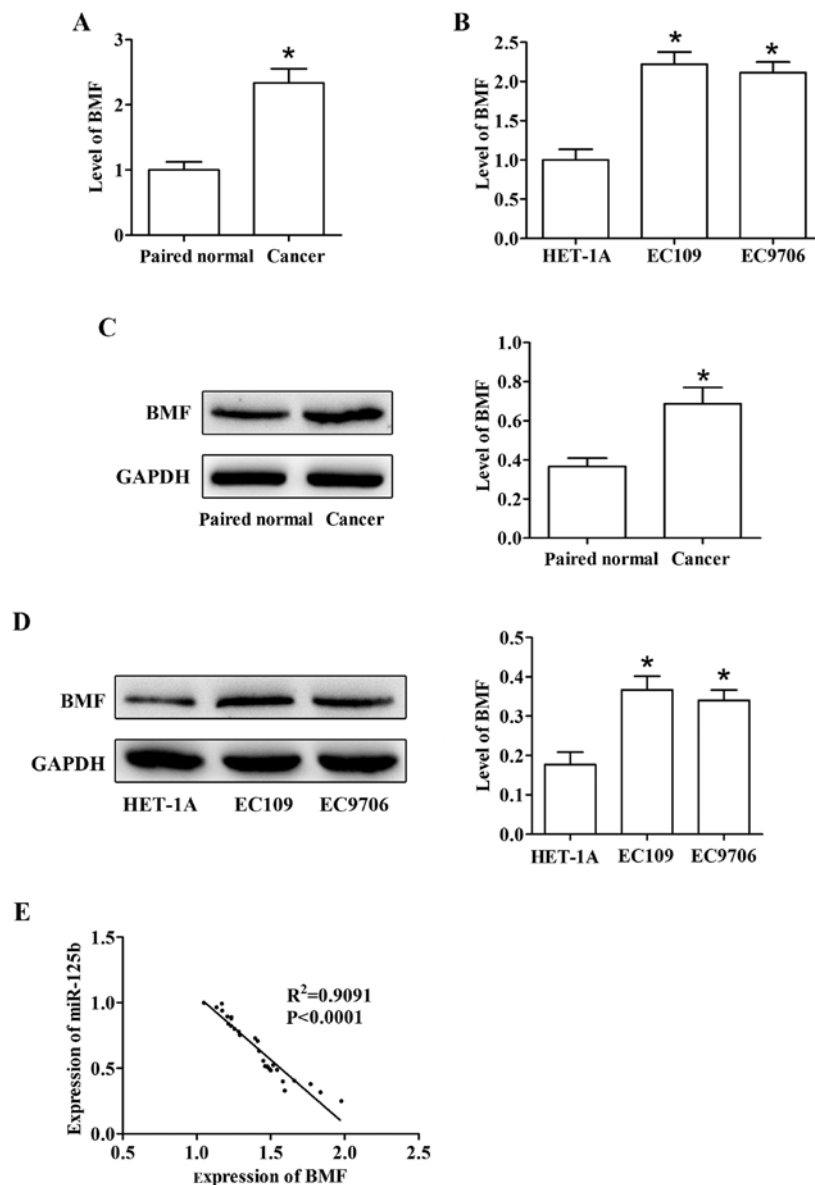 A
Level of BMF
3
2
1
0
*
Paired normal Cancer
B
Level of BMF
2.5
2.0
1.5
1.0
0.5
0.0
* *
HET-1A EC109 EC9706
C
BMF
GAPDH
Paired normal Cancer
Level of BMF
1.0
0.8
0.6
0.4
0.2
0.0
*
Paired normal Cancer
D
BMF
GAPDH
HET-1A EC109 EC9706
Level of BMF
0.5
0.4
0.3
0.2
0.1
0.0
* *
HET-1A EC109 EC9706
E
Expression of miR-125b
1.5
1.0
0.5
0.0
R²=0.9091
P<0.0001
0.5 1.0 1.5 2.0 2.5
Expression of BMF